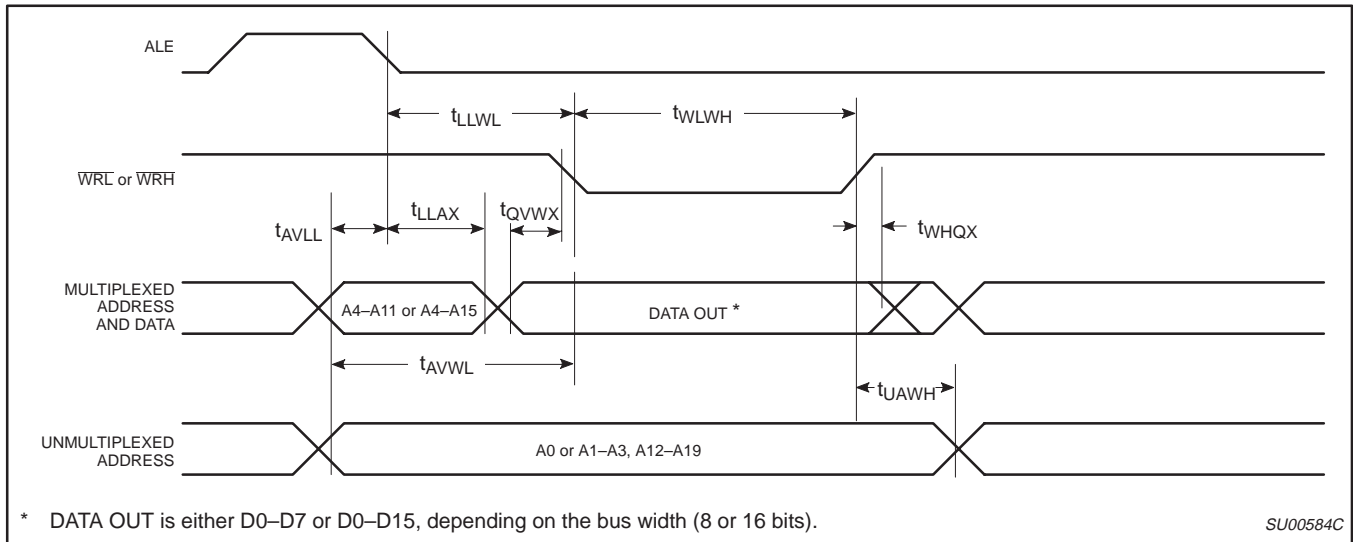 ALE
tLLWL
tWLWH
WRL or WRH
tAVLL
tLLAX
tQVWX
tWHQX
MULTIPLEXED
ADDRESS
AND DATA
A4–A11 or A4–A15
DATA OUT *
tAVWL
tUAWH
UNMULTIPLEXED
ADDRESS
A0 or A1–A3, A12–A19
* DATA OUT is either D0–D7 or D0–D15, depending on the bus width (8 or 16 bits).
SU00584C